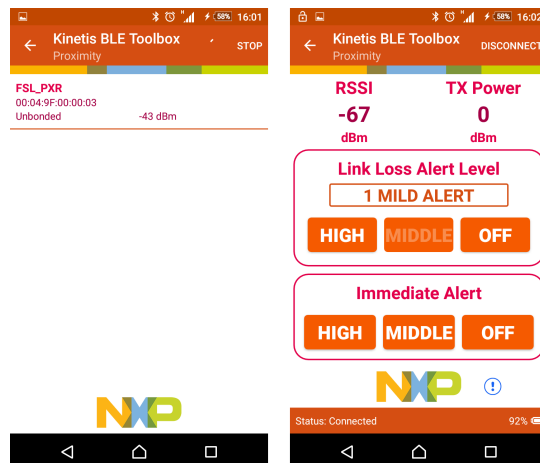 58% 16:01
Kinetis BLE Toolbox
Proximity
STOP
FSL_PXR
00:04:9F:00:00:03
Unbonded -43 dBm
NXP
58% 16:02
Kinetis BLE Toolbox
Proximity
DISCONNECT
RSSI TX Power
-67 0
dBm dBm
Link Loss Alert Level
1 MILD ALERT
HIGH MIDDLE OFF
Immediate Alert
HIGH MIDDLE OFF
NXP
Status: Connected 92%